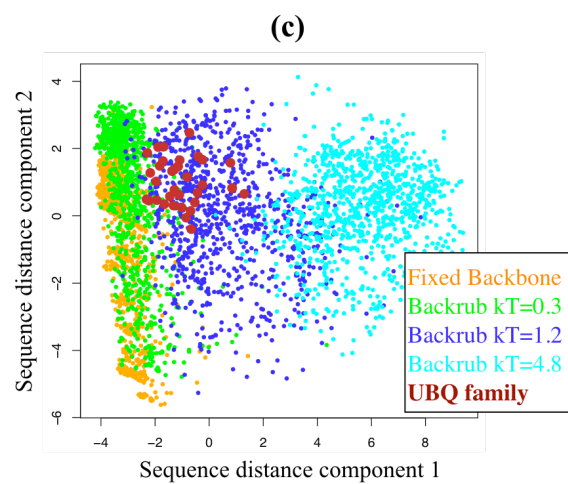 (c)
Sequence distance component 2
4
2
0
−2
−4
−6
Fixed Backbone
Backrub kT=0.3
Backrub kT=1.2
Backrub kT=4.8
UBQ family
−4 −2 0 2 4 6 8
Sequence distance component 1